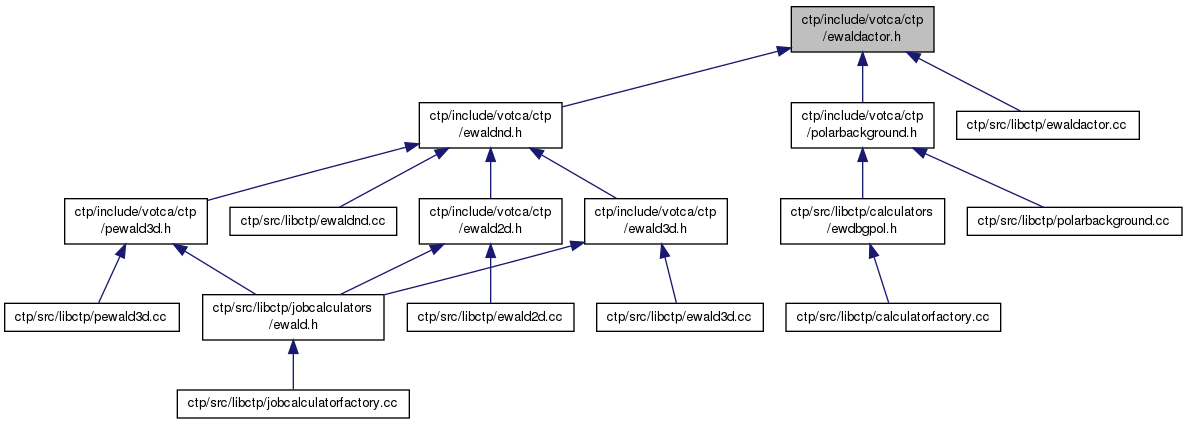 ctp/include/votca/ctp
/ewaldactor.h
ctp/include/votca/ctp
/ewaldnd.h
ctp/include/votca/ctp
/polarbackground.h
ctp/src/libctp/ewaldactor.cc
ctp/include/votca/ctp
/pewald3d.h
ctp/src/libctp/ewaldnd.cc
ctp/include/votca/ctp
/ewald2d.h
ctp/include/votca/ctp
/ewald3d.h
ctp/src/libctp/calculators
/ewdbgpol.h
ctp/src/libctp/polarbackground.cc
ctp/src/libctp/pewald3d.cc
ctp/src/libctp/jobcalculators
/ewald.h
ctp/src/libctp/ewald2d.cc
ctp/src/libctp/ewald3d.cc
ctp/src/libctp/calculatorfactory.cc
ctp/src/libctp/jobcalculatorfactory.cc